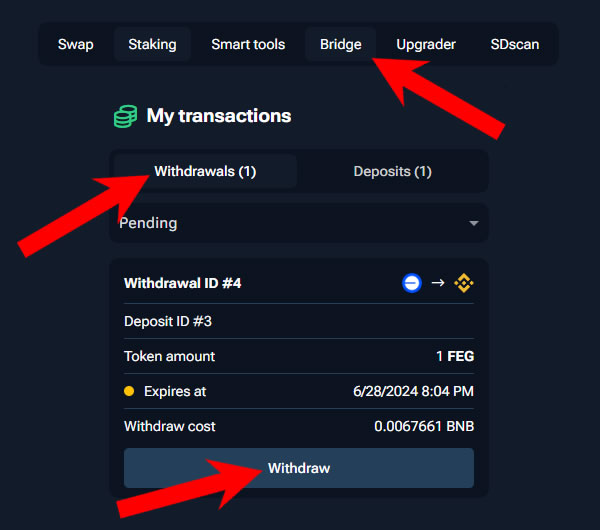 Swap Staking Smart tools Bridge Upgrader SDscan
My transactions
Withdrawals (1) Deposits (1)
Pending
Withdrawal ID #4 →
Deposit ID #3
Token amount 1 FEG
Expires at 6/28/2024 8:04 PM
Withdraw cost 0.0067661 BNB
Withdraw